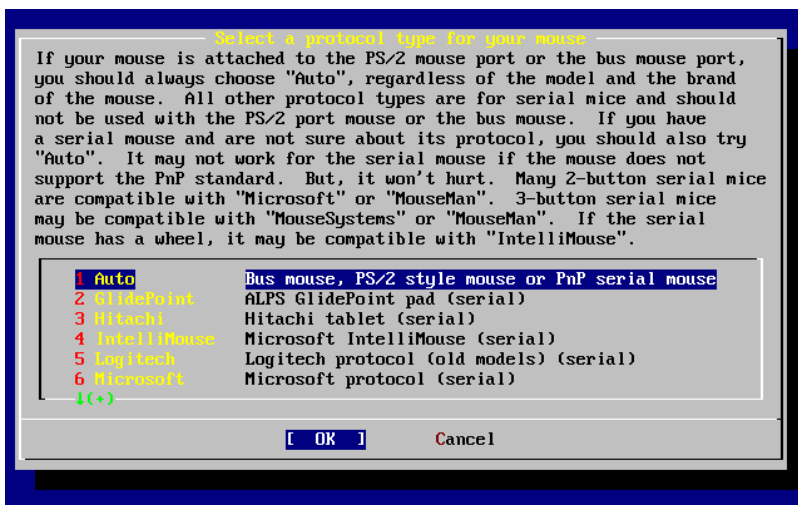 Select a protocol type for your mouse
If your mouse is attached to the PS/2 mouse port or the bus mouse port,
you should always choose "Auto", regardless of the model and the brand
of the mouse.  All other protocol types are for serial mice and should
not be used with the PS/2 port mouse or the bus mouse.  If you have
a serial mouse and are not sure about its protocol, you should also try
"Auto".  It may not work for the serial mouse if the mouse does not
support the PnP standard.  But, it won't hurt.  Many 2-button serial mice
are compatible with "Microsoft" or "MouseMan".  3-button serial mice
may be compatible with "MouseSystems" or "MouseMan".  If the serial
mouse has a wheel, it may be compatible with "IntelliMouse".
1 Auto Bus mouse, PS/2 style mouse or PnP serial mouse
2 GlidePoint ALPS GlidePoint pad (serial)
3 Hitachi Hitachi tablet (serial)
4 IntelliMouse Microsoft IntelliMouse (serial)
5 Logitech Logitech protocol (old models) (serial)
6 Microsoft Microsoft protocol (serial)
↓(+)
[ OK ] Cancel